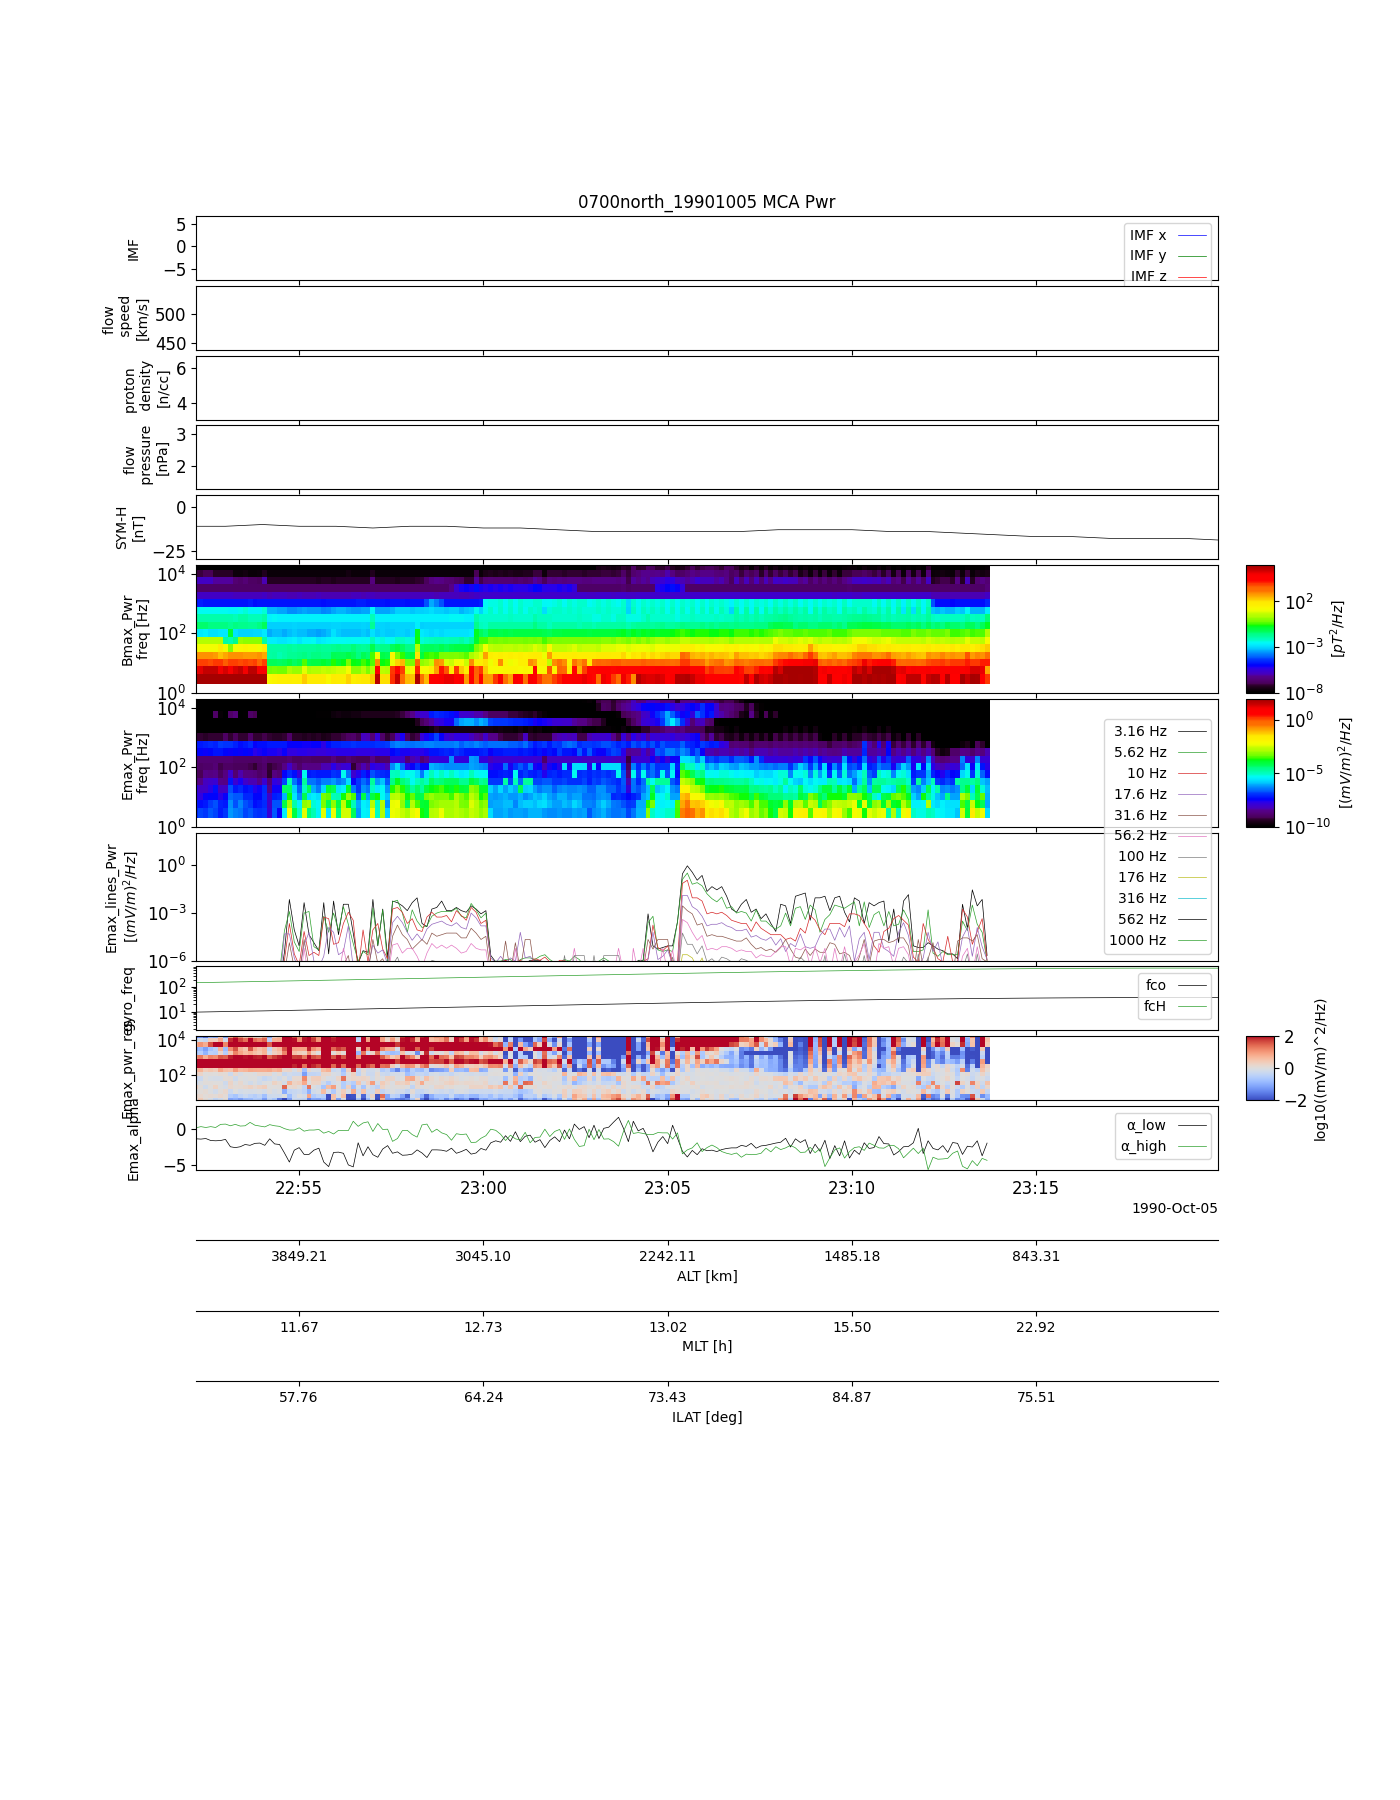 0700north_19901005 MCA Pwr
IMF
5
0
−5
IMF x
IMF y
IMF z
flow
speed
[km/s]
500
450
proton
density
[n/cc]
6
4
flow
pressure
[nPa]
3
2
SYM-H
[nT]
0
−25
Bmax_Pwr
freq [Hz]
10^4
10^2
10^0
10^2
10^-3
10^-8
[pT^2/Hz]
Emax_Pwr
freq [Hz]
10^4
10^2
10^0
10^0
10^-5
10^-10
[(mV/m)^2/Hz]
3.16 Hz
5.62 Hz
10 Hz
17.6 Hz
31.6 Hz
56.2 Hz
100 Hz
176 Hz
316 Hz
562 Hz
1000 Hz
Emax_lines_Pwr
[(mV/m)^2/Hz]
10^0
10^-3
10^-6
gyro_freq
10^2
10^1
fco
fcH
Emax_pwr_res
10^4
10^2
2
0
−2
log10((mV/m)^2/Hz)
Emax_alpha
0
−5
α_low
α_high
22:55 23:00 23:05 23:10 23:15
1990-Oct-05
3849.21 3045.10 2242.11 1485.18 843.31
ALT [km]
11.67 12.73 13.02 15.50 22.92
MLT [h]
57.76 64.24 73.43 84.87 75.51
ILAT [deg]